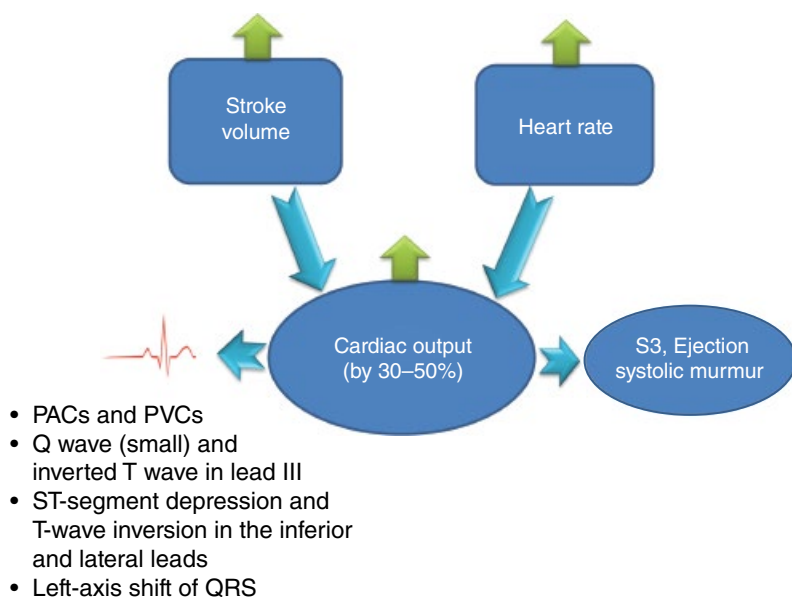 Stroke
volume
Heart rate
Cardiac output
(by 30–50%)
S3, Ejection
systolic murmur
• PACs and PVCs
• Q wave (small) and
inverted T wave in lead III
• ST-segment depression and
T-wave inversion in the inferior
and lateral leads
• Left-axis shift of QRS